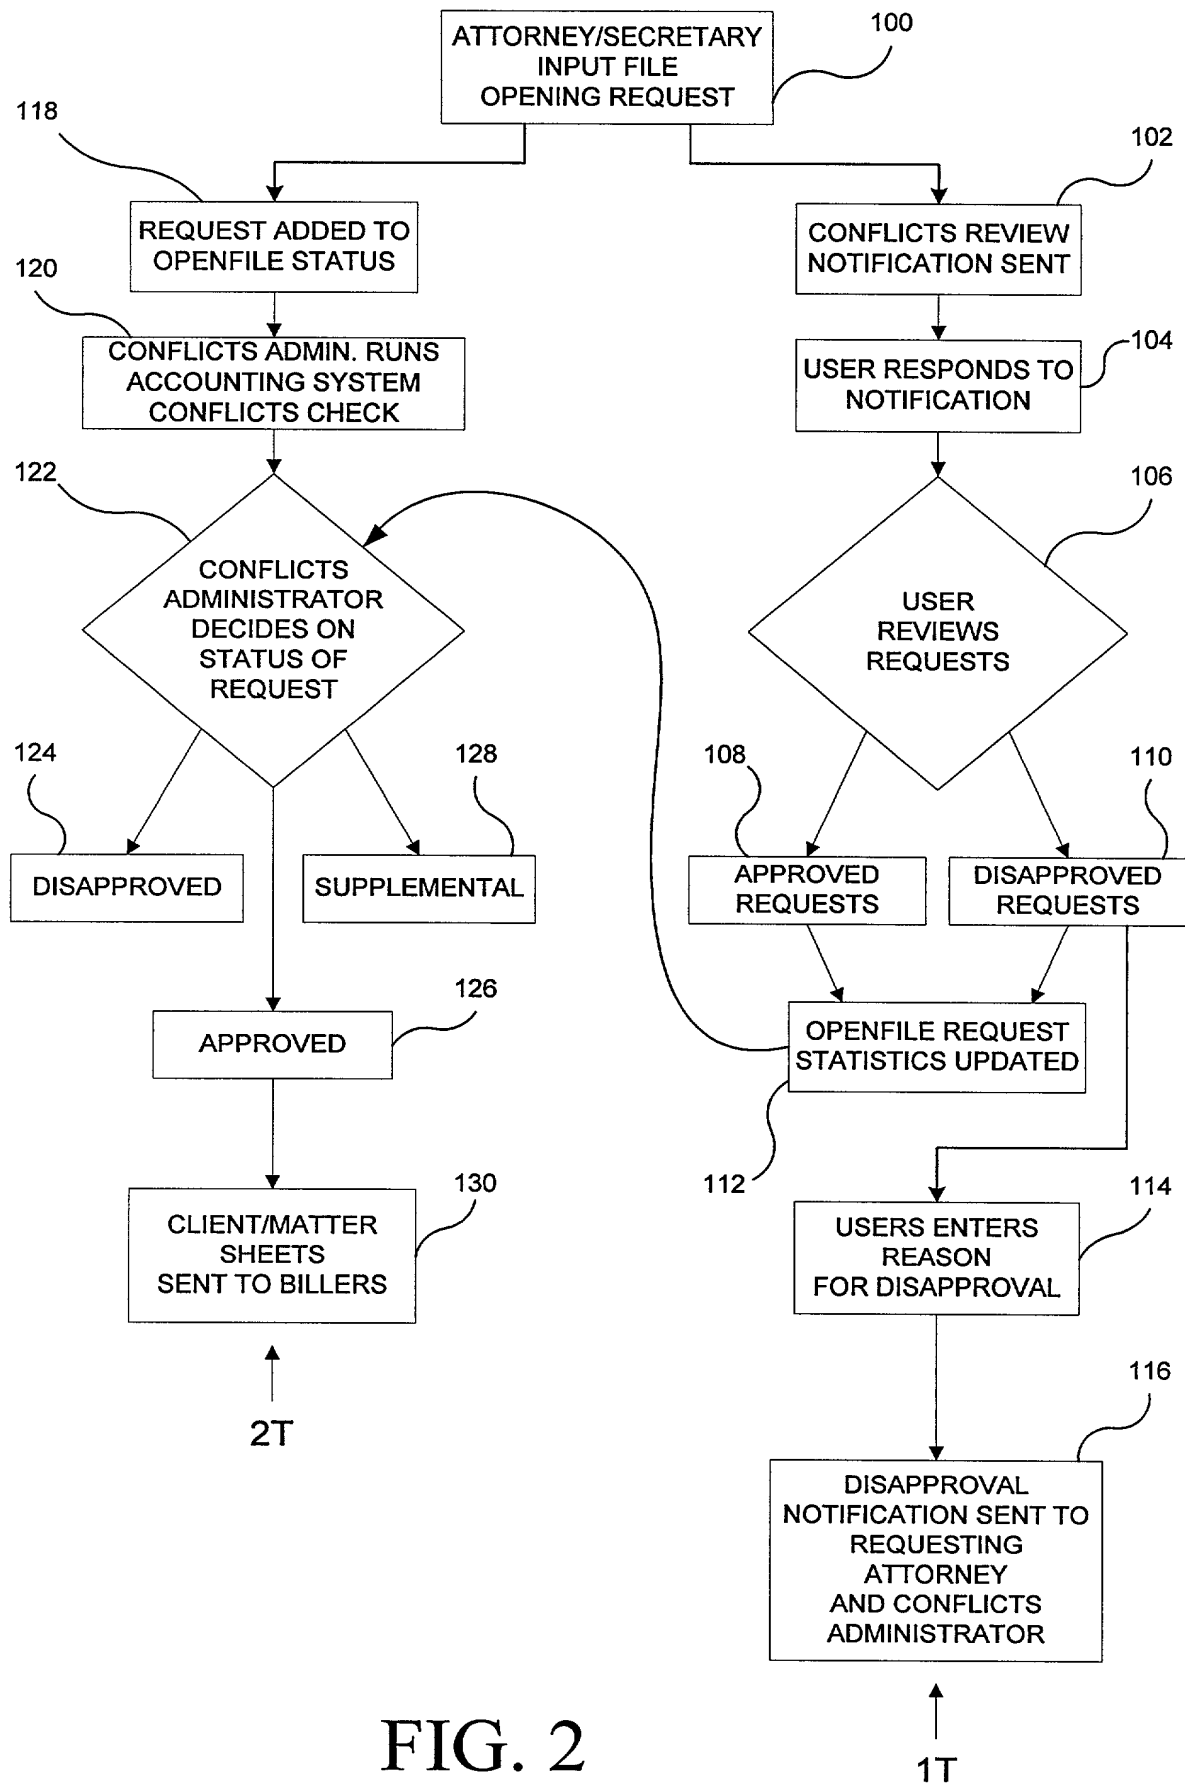 ATTORNEY/SECRETARY
INPUT FILE
OPENING REQUEST
100
118
REQUEST ADDED TO
OPENFILE STATUS
102
CONFLICTS REVIEW
NOTIFICATION SENT
120
CONFLICTS ADMIN. RUNS
ACCOUNTING SYSTEM
CONFLICTS CHECK
104
USER RESPONDS TO
NOTIFICATION
122
CONFLICTS
ADMINISTRATOR
DECIDES ON
STATUS OF
REQUEST
106
USER
REVIEWS
REQUESTS
124
DISAPPROVED
128
SUPPLEMENTAL
108
APPROVED
REQUESTS
110
DISAPPROVED
REQUESTS
126
APPROVED
OPENFILE REQUEST
STATISTICS UPDATED
112
130
CLIENT/MATTER
SHEETS
SENT TO BILLERS
114
USERS ENTERS
REASON
FOR DISAPPROVAL
2T
116
DISAPPROVAL
NOTIFICATION SENT TO
REQUESTING
ATTORNEY
AND CONFLICTS
ADMINISTRATOR
1T
FIG. 2